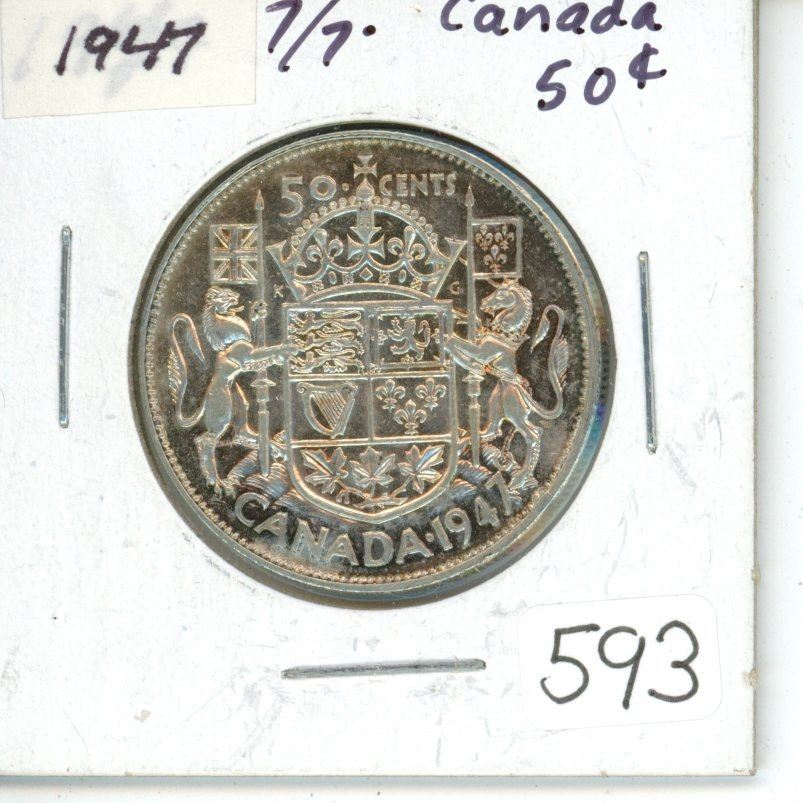 1947 7/7. Canada
50¢
50·CENTS
K G
CANADA·1947
593